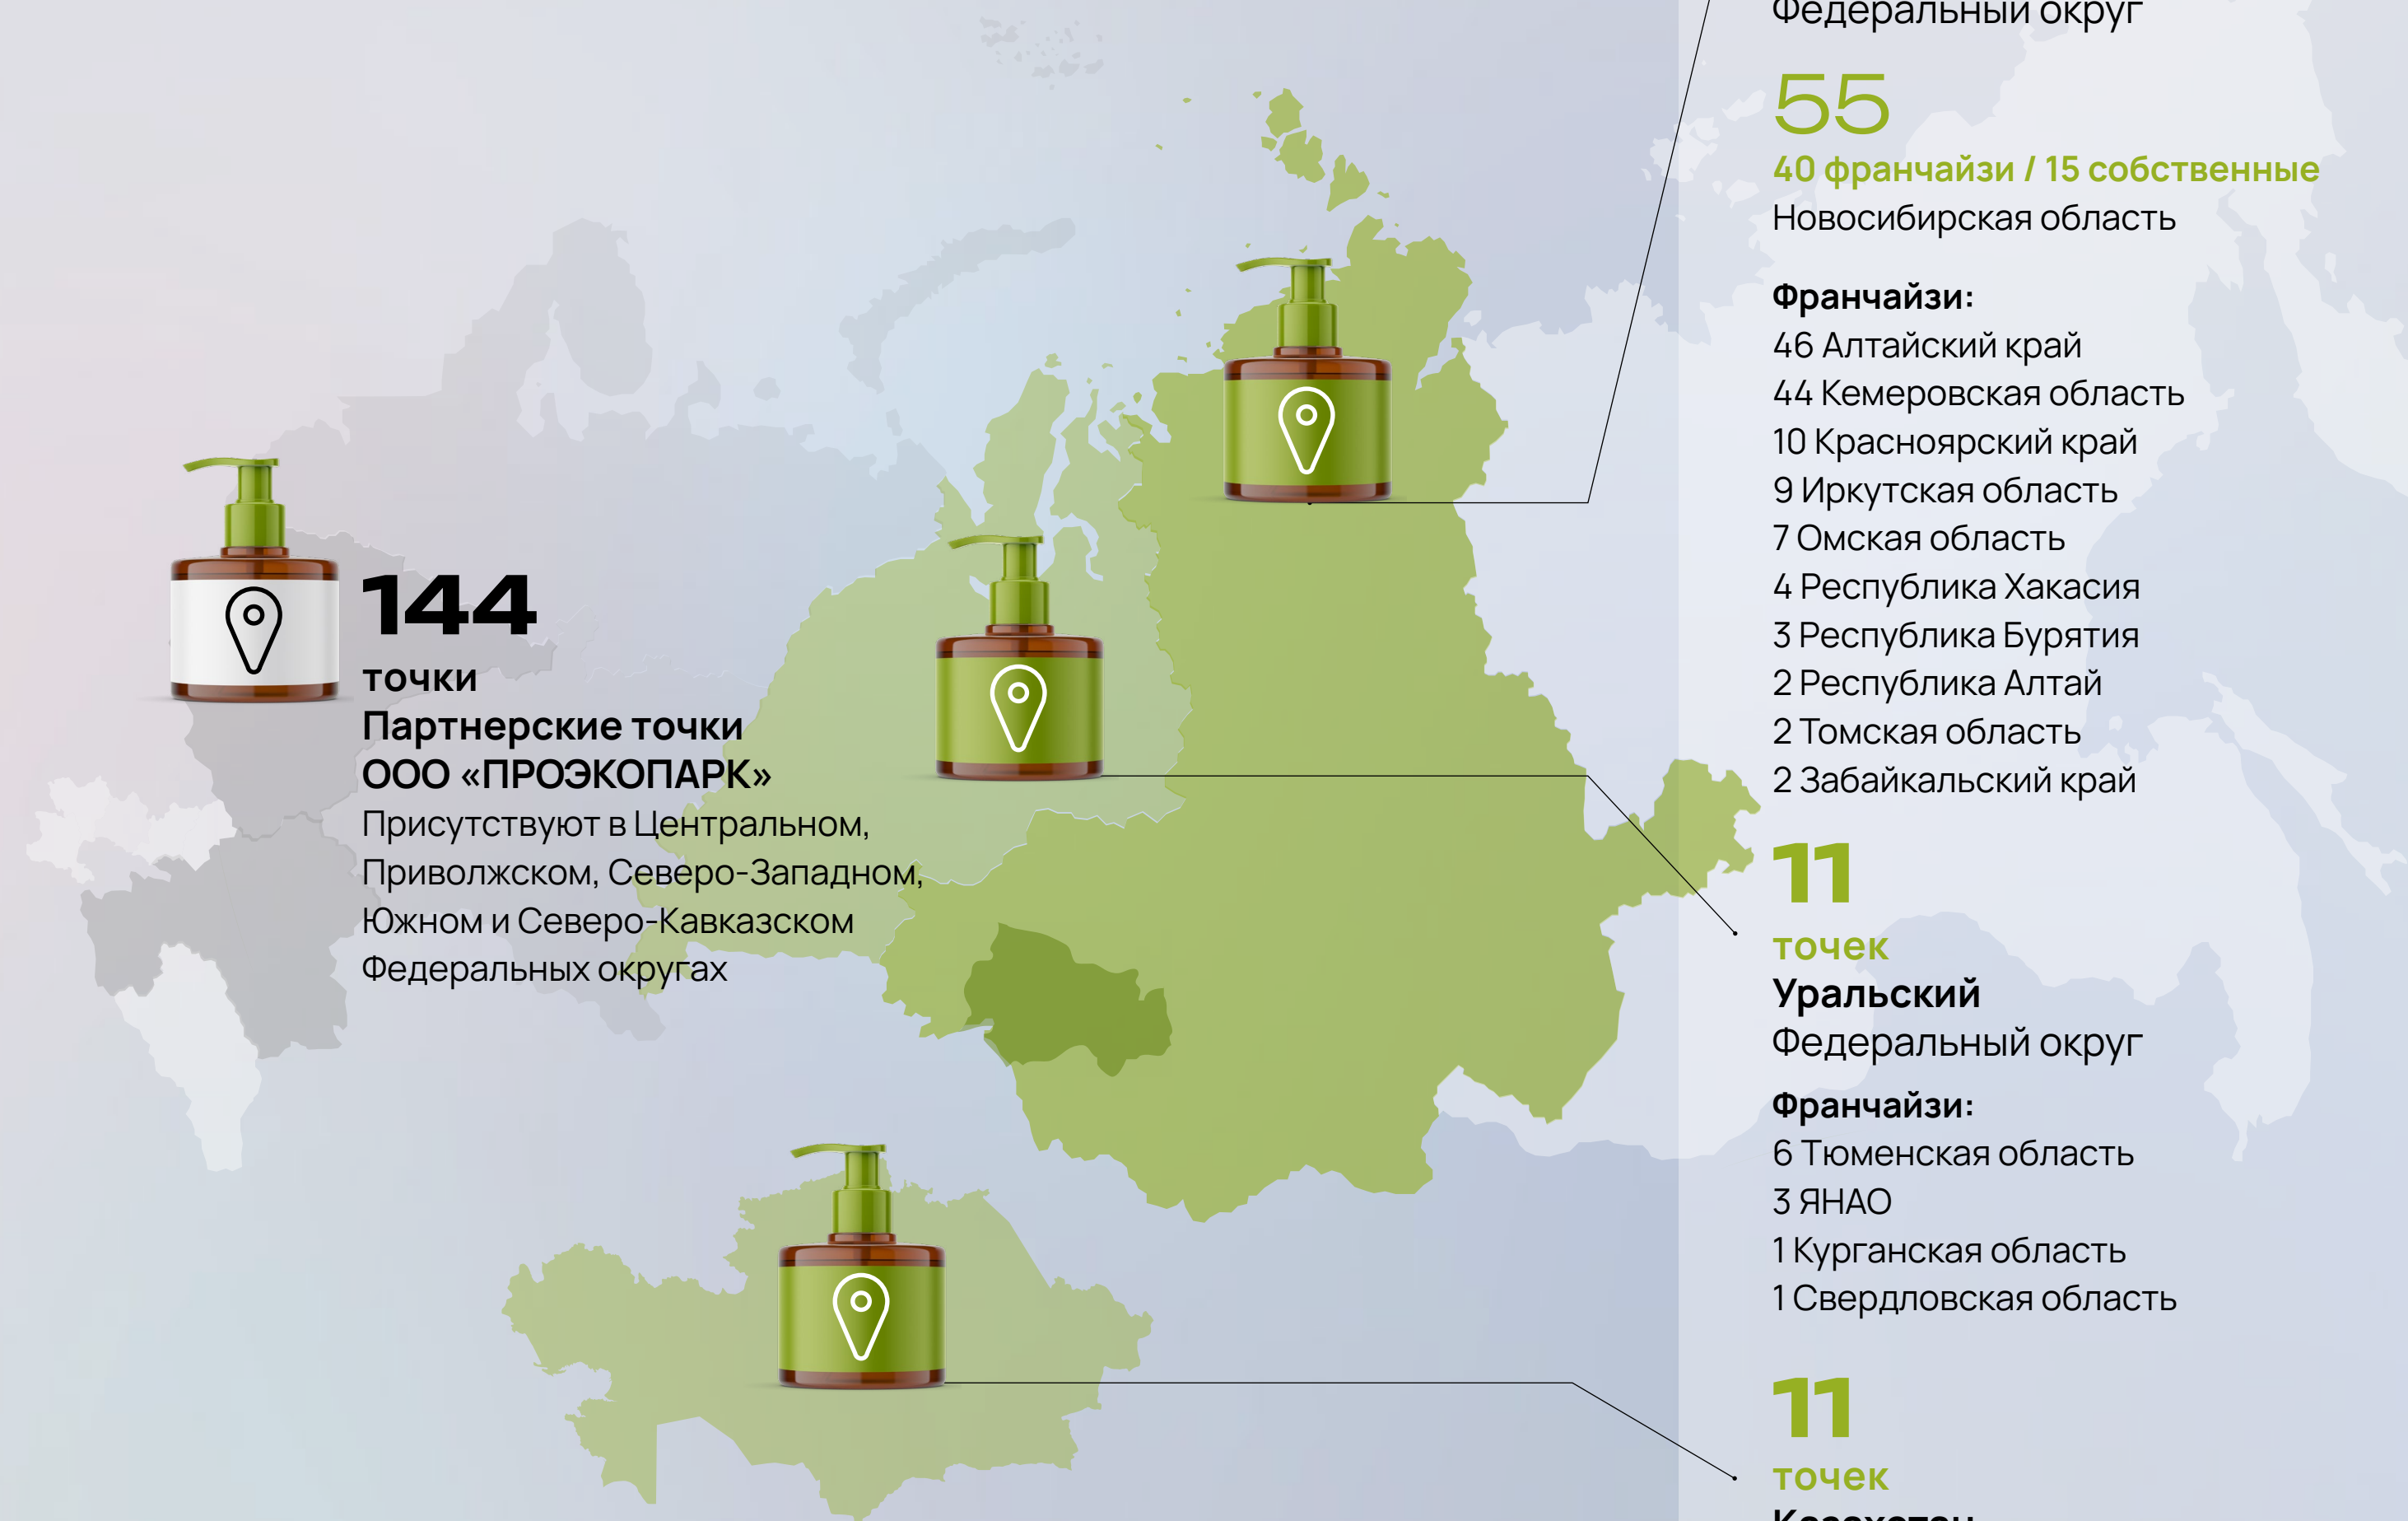 144
точки
Партнерские точки
ООО «ПРОЭКОПАРК»
Присутствуют в Центральном,
Приволжском, Северо-Западном,
Южном и Северо-Кавказском
Федеральных округах
Федеральный округ
55
40 франчайзи / 15 собственные
Новосибирская область
Франчайзи:
46 Алтайский край
44 Кемеровская область
10 Красноярский край
9 Иркутская область
7 Омская область
4 Республика Хакасия
3 Республика Бурятия
2 Республика Алтай
2 Томская область
2 Забайкальский край
11
точек
Уральский
Федеральный округ
Франчайзи:
6 Тюменская область
3 ЯНАО
1 Курганская область
1 Свердловская область
11
точек
Казахстан